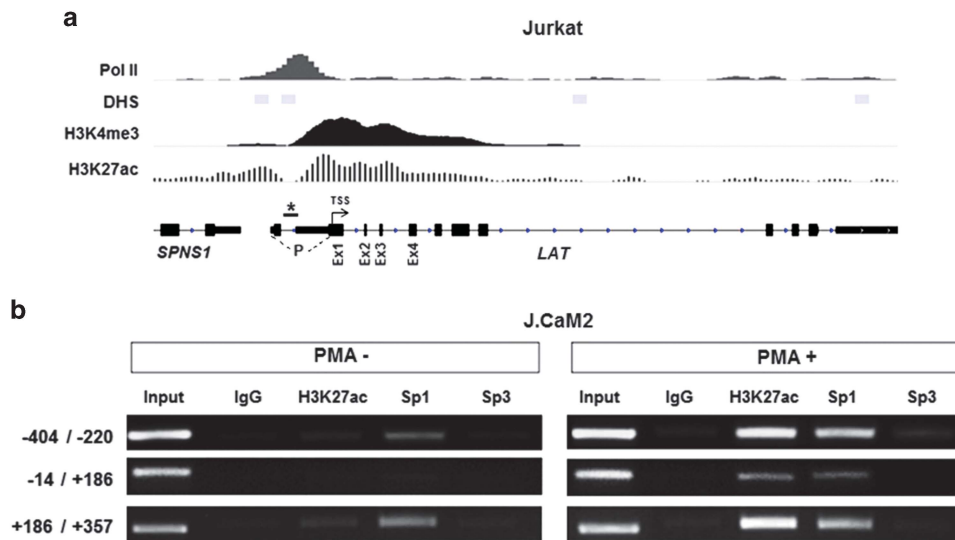 a
Jurkat
Pol II
DHS
H3K4me3
H3K27ac
*
TSS
P
Ex1
Ex2
Ex3
Ex4
SPNS1
LAT
b
J.CaM2
PMA -
PMA +
Input IgG H3K27ac Sp1 Sp3
Input IgG H3K27ac Sp1 Sp3
-404 / -220
-14 / +186
+186 / +357